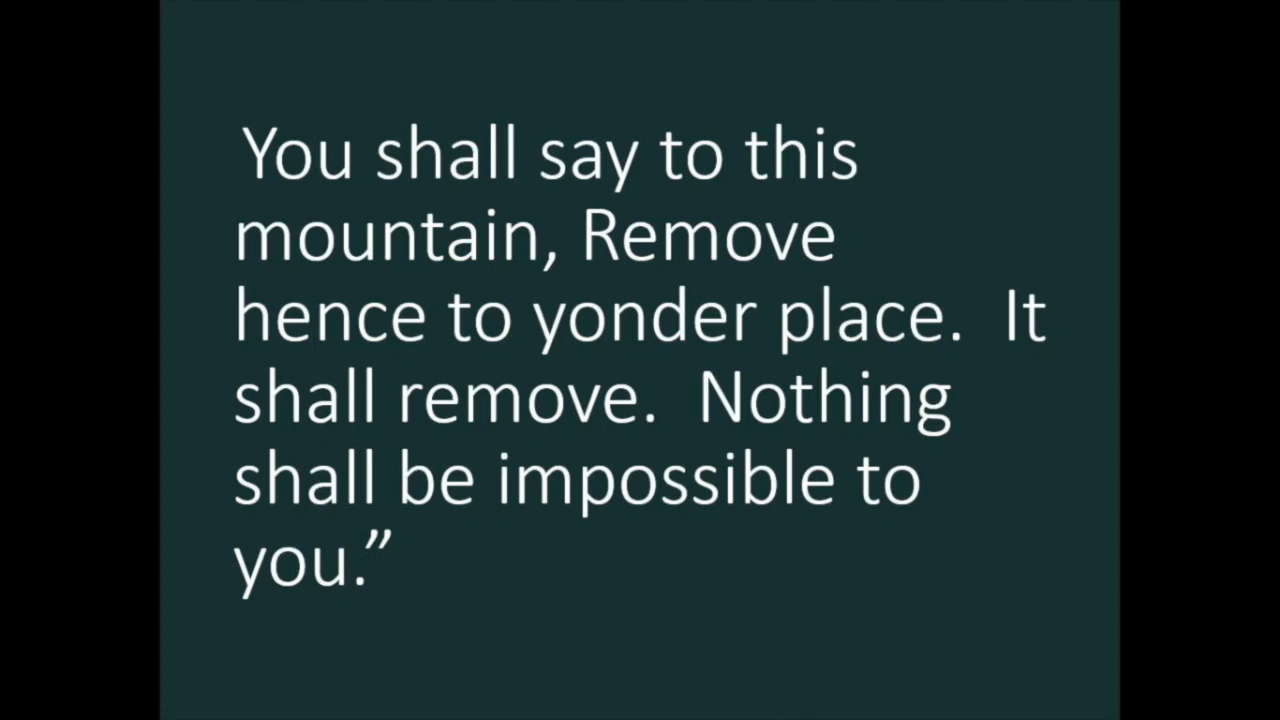 You shall say to this
mountain, Remove
hence to yonder place.  It
shall remove.  Nothing
shall be impossible to
you.”